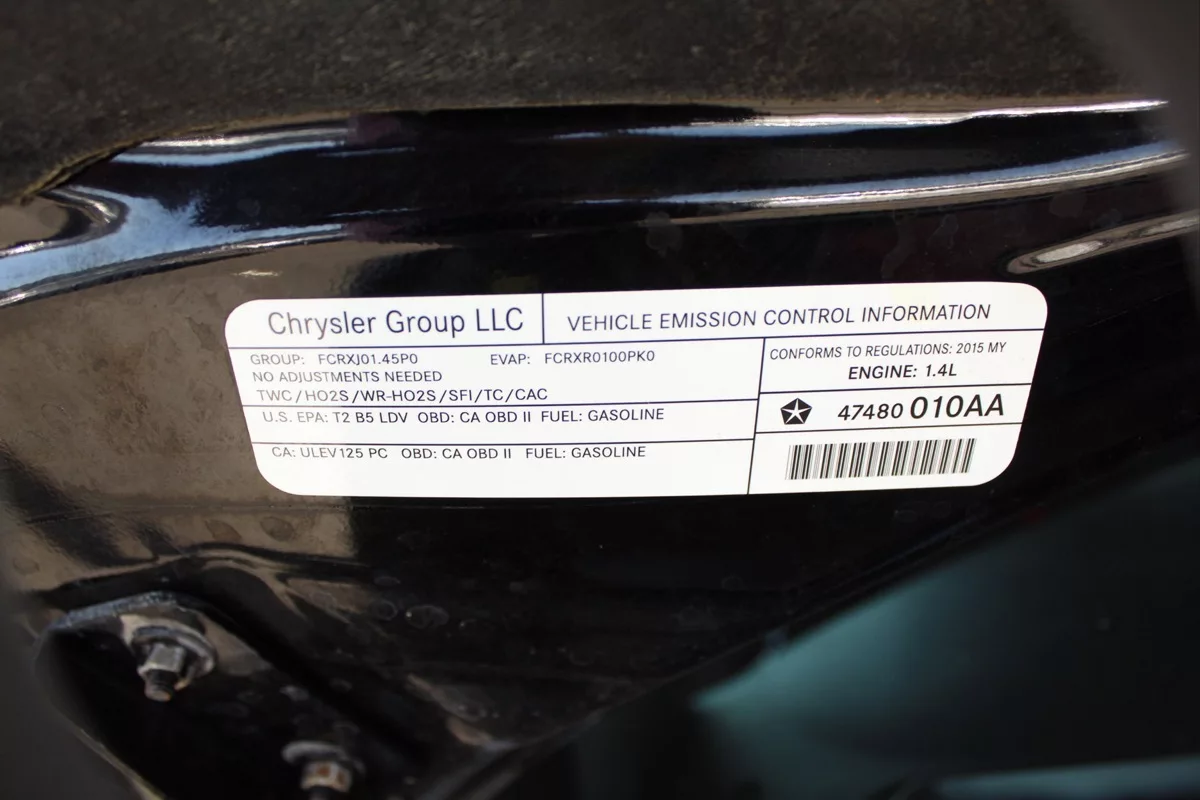 Chrysler Group LLC
VEHICLE EMISSION CONTROL INFORMATION
GROUP: FCRXJ01.45P0 EVAP: FCRXR0100PK0
NO ADJUSTMENTS NEEDED
TWC/HO2S/WR-HO2S/SFI/TC/CAC
U.S. EPA: T2 B5 LDV OBD: CA OBD II FUEL: GASOLINE
CA: ULEV125 PC OBD: CA OBD II FUEL: GASOLINE
CONFORMS TO REGULATIONS: 2015 MY
ENGINE: 1.4L
47480 010AA